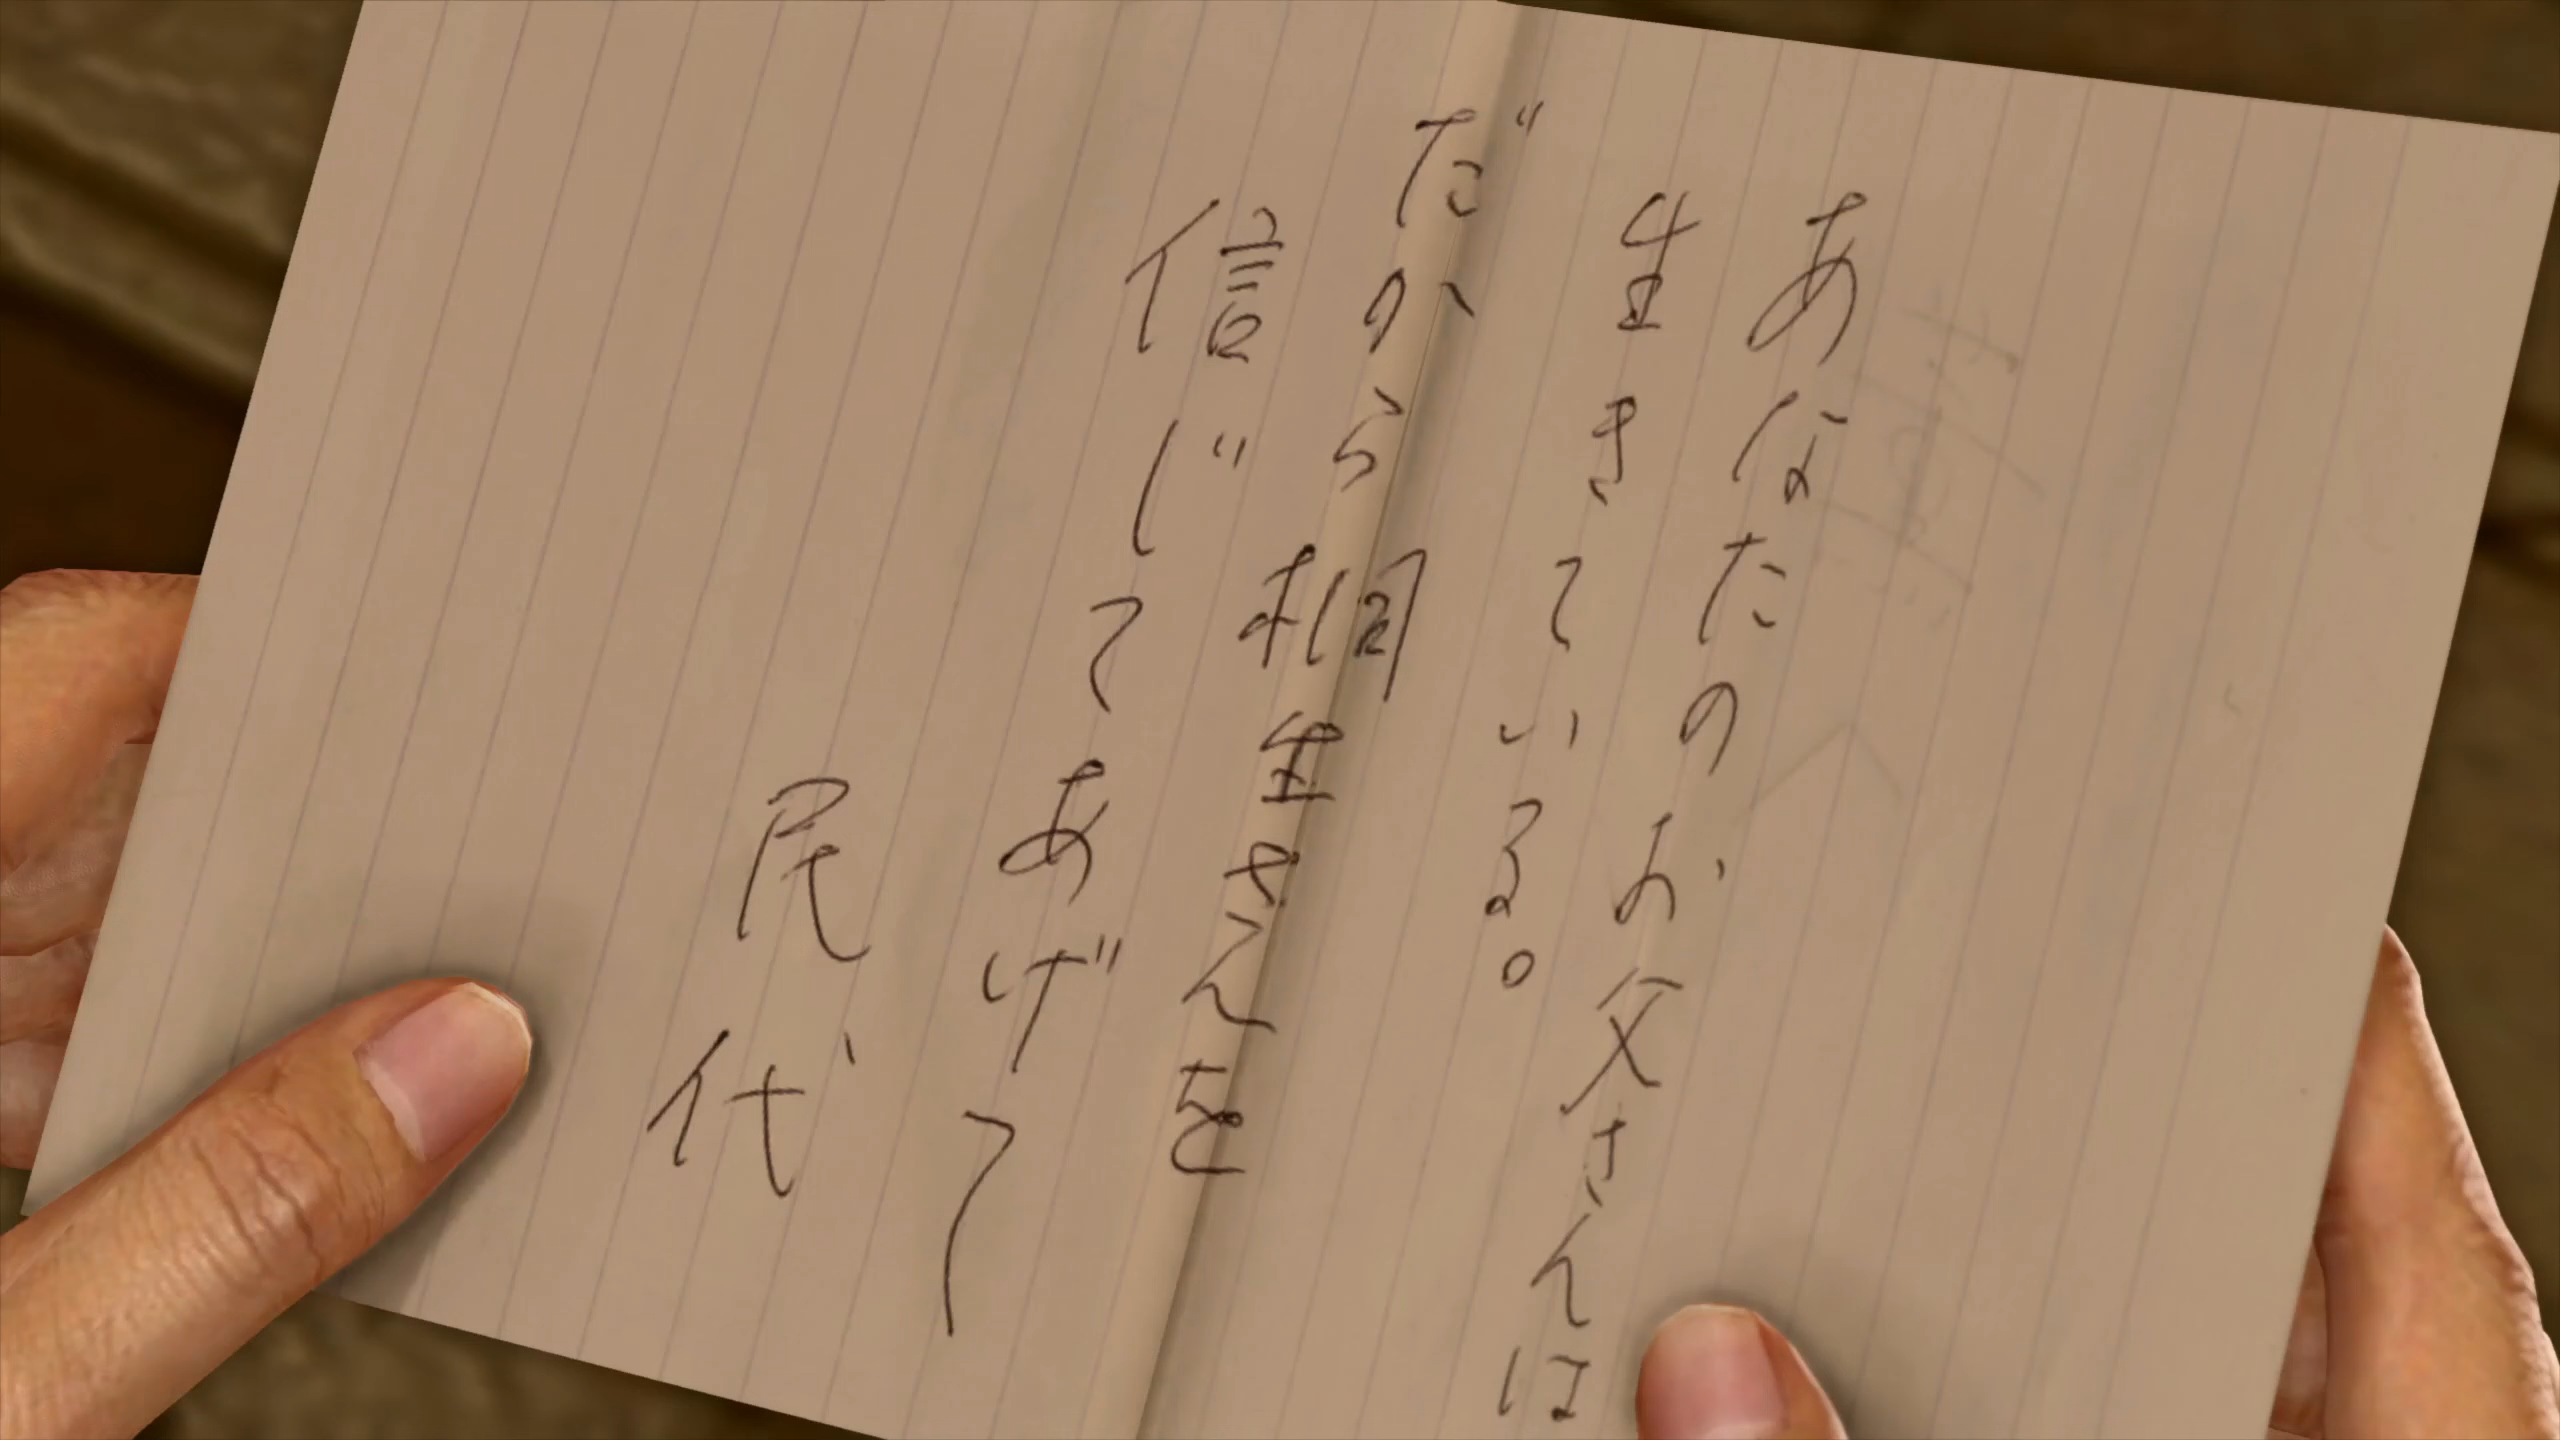 あなたのお父さんは
生きている。
だから桐生さんを
信じてあげて
民代